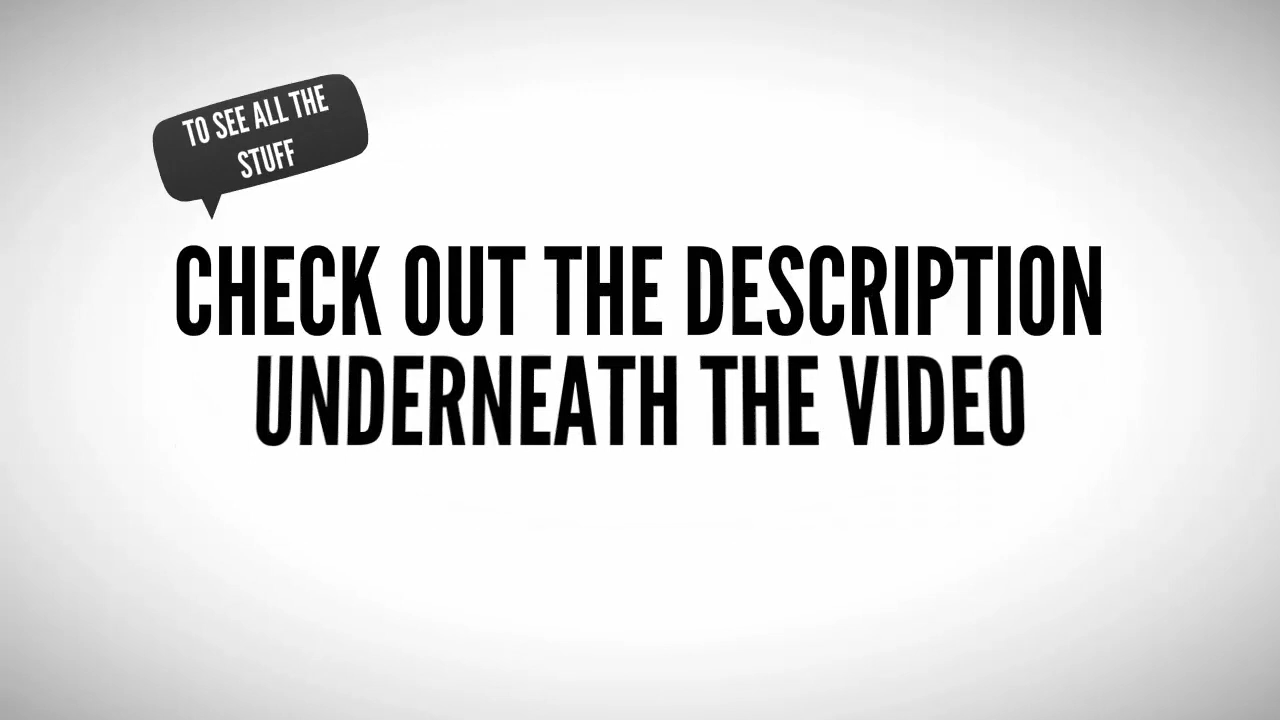 TO SEE ALL THE
STUFF
CHECK OUT THE DESCRIPTION
UNDERNEATH THE VIDEO